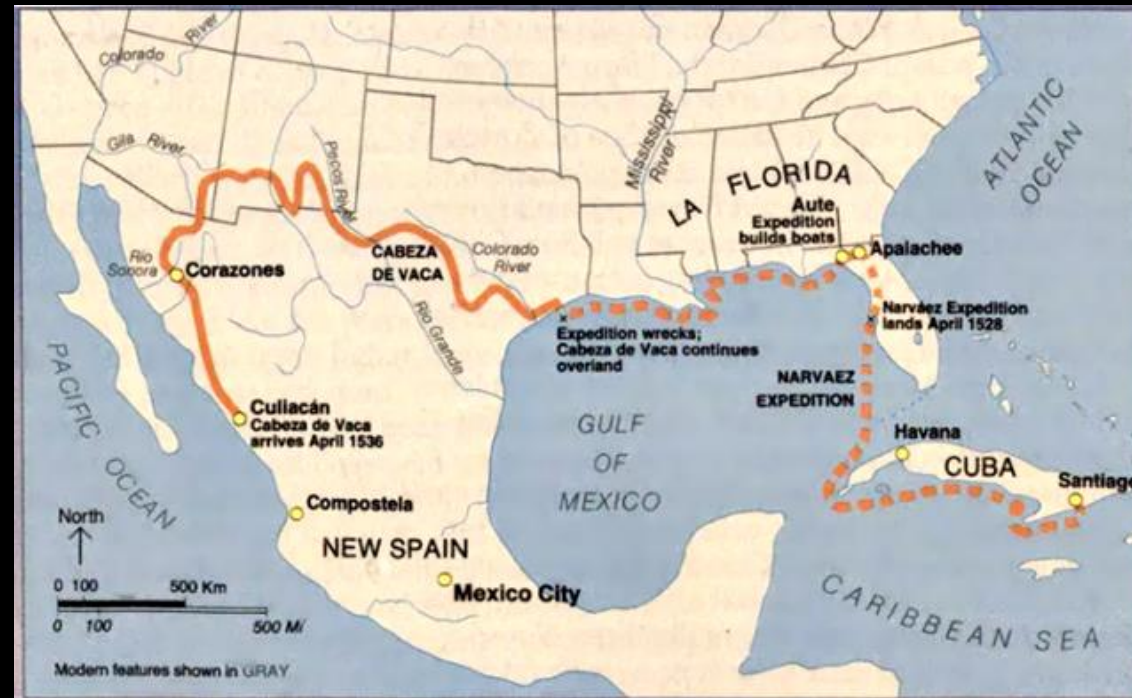 Colorado
River
Gila River
Pecos River
Mississippi
River
FLORIDA
LA
Aute
Expedition
builds boats
Apalachee
ATLANTIC
OCEAN
Rio
Sonora
Corazones
CABEZA
DE VACA
Colorado
River
Rio Grande
Expedition wrecks;
Cabeza de Vaca continues
overland
Narváez Expedition
lands April 1528
NARVAEZ
EXPEDITION
PACIFIC
OCEAN
Culiacán
Cabeza de Vaca
arrives April 1536
GULF
OF
MEXICO
Havana
CUBA
Santiago
Compostela
NEW SPAIN
Mexico City
CARIBBEAN SEA
North
0 100 500 Km
0 100 500 Mi
Modern features shown in GRAY